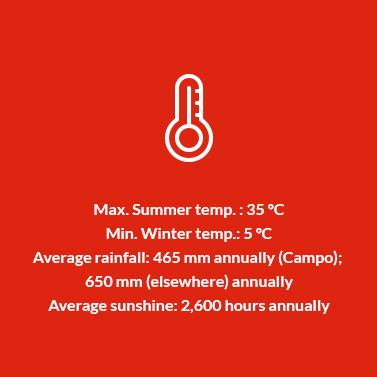 Max. Summer temp. : 35 ºC
Min. Winter temp.: 5 ºC
Average rainfall: 465 mm annually (Campo);
650 mm (elsewhere) annually
Average sunshine: 2,600 hours annually